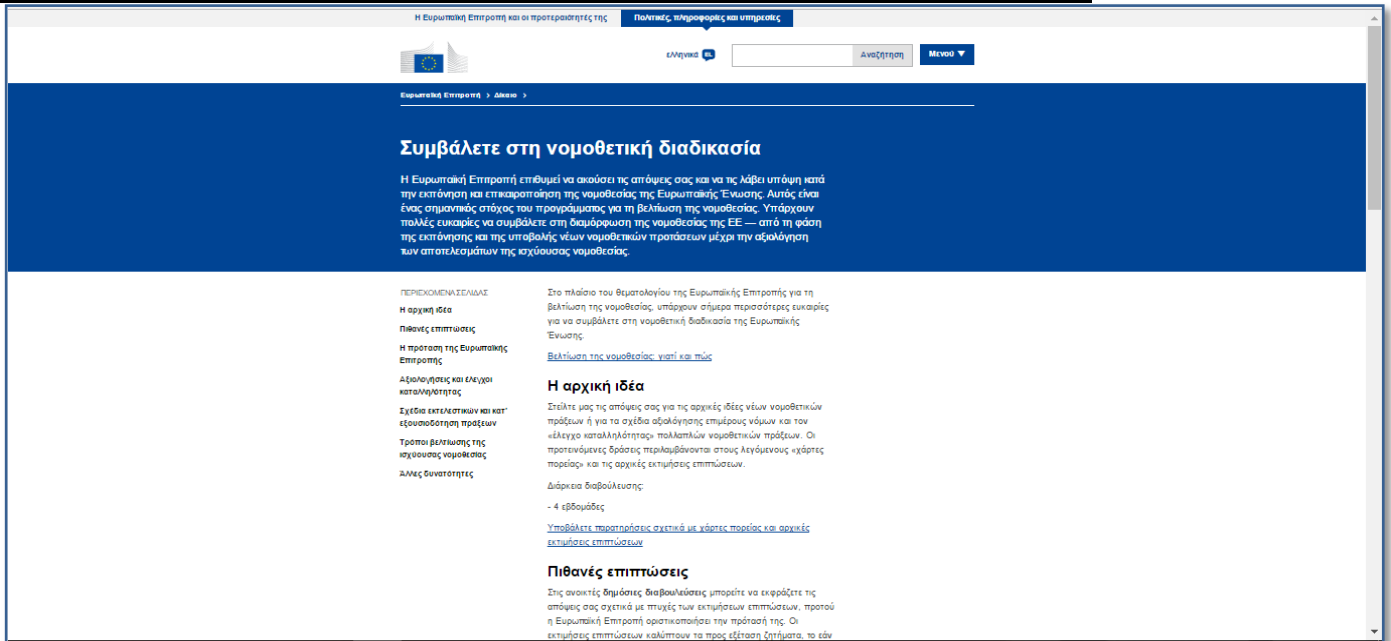 Η Ευρωπαϊκή Επιτροπή και οι προτεραιότητές της
Πολιτικές, πληροφορίες και υπηρεσίες
ελληνικά EL
Αναζήτηση
Μενού ▼
Ευρωπαϊκή Επιτροπή > Δίκαιο >
Συμβάλετε στη νομοθετική διαδικασία
Η Ευρωπαϊκή Επιτροπή επιθυμεί να ακούσει τις απόψεις σας και να τις λάβει υπόψη κατά
την εκπόνηση και επικαιροποίηση της νομοθεσίας της Ευρωπαϊκής Ένωσης. Αυτός είναι
ένας σημαντικός στόχος του προγράμματος για τη βελτίωση της νομοθεσίας. Υπάρχουν
πολλές ευκαιρίες να συμβάλετε στη διαμόρφωση της νομοθεσίας της ΕΕ — από τη φάση
της εκπόνησης και της υποβολής νέων νομοθετικών προτάσεων μέχρι την αξιολόγηση
των αποτελεσμάτων της ισχύουσας νομοθεσίας.
ΠΕΡΙΕΧΟΜΕΝΑ ΣΕΛΙΔΑΣ
Η αρχική ιδέα
Πιθανές επιπτώσεις
Η πρόταση της Ευρωπαϊκής
Επιτροπής
Αξιολογήσεις και έλεγχοι
καταλληλότητας
Σχέδια εκτελεστικών και κατ'
εξουσιοδότηση πράξεων
Τρόποι βελτίωσης της
ισχύουσας νομοθεσίας
Άλλες δυνατότητες
Στο πλαίσιο του θεματολογίου της Ευρωπαϊκής Επιτροπής για τη
βελτίωση της νομοθεσίας, υπάρχουν σήμερα περισσότερες ευκαιρίες
για να συμβάλετε στη νομοθετική διαδικασία της Ευρωπαϊκής
Ένωσης.
Βελτίωση της νομοθεσίας: γιατί και πώς
Η αρχική ιδέα
Στείλτε μας τις απόψεις σας για τις αρχικές ιδέες νέων νομοθετικών
πράξεων ή για τα σχέδια αξιολόγησης επιμέρους νόμων και τον
«έλεγχο καταλληλότητας» πολλαπλών νομοθετικών πράξεων. Οι
προτεινόμενες δράσεις περιλαμβάνονται στους λεγόμενους «χάρτες
πορείας» και τις αρχικές εκτιμήσεις επιπτώσεων.
Διάρκεια διαβούλευσης:
- 4 εβδομάδες
Υποβάλετε παρατηρήσεις σχετικά με χάρτες πορείας και αρχικές
εκτιμήσεις επιπτώσεων
Πιθανές επιπτώσεις
Στις ανοικτές δημόσιες διαβουλεύσεις μπορείτε να εκφράζετε τις
απόψεις σας σχετικά με πτυχές των εκτιμήσεων επιπτώσεων, προτού
η Ευρωπαϊκή Επιτροπή οριστικοποιήσει την πρότασή της. Οι
εκτιμήσεις επιπτώσεων καλύπτουν τα προς εξέταση ζητήματα, το εάν